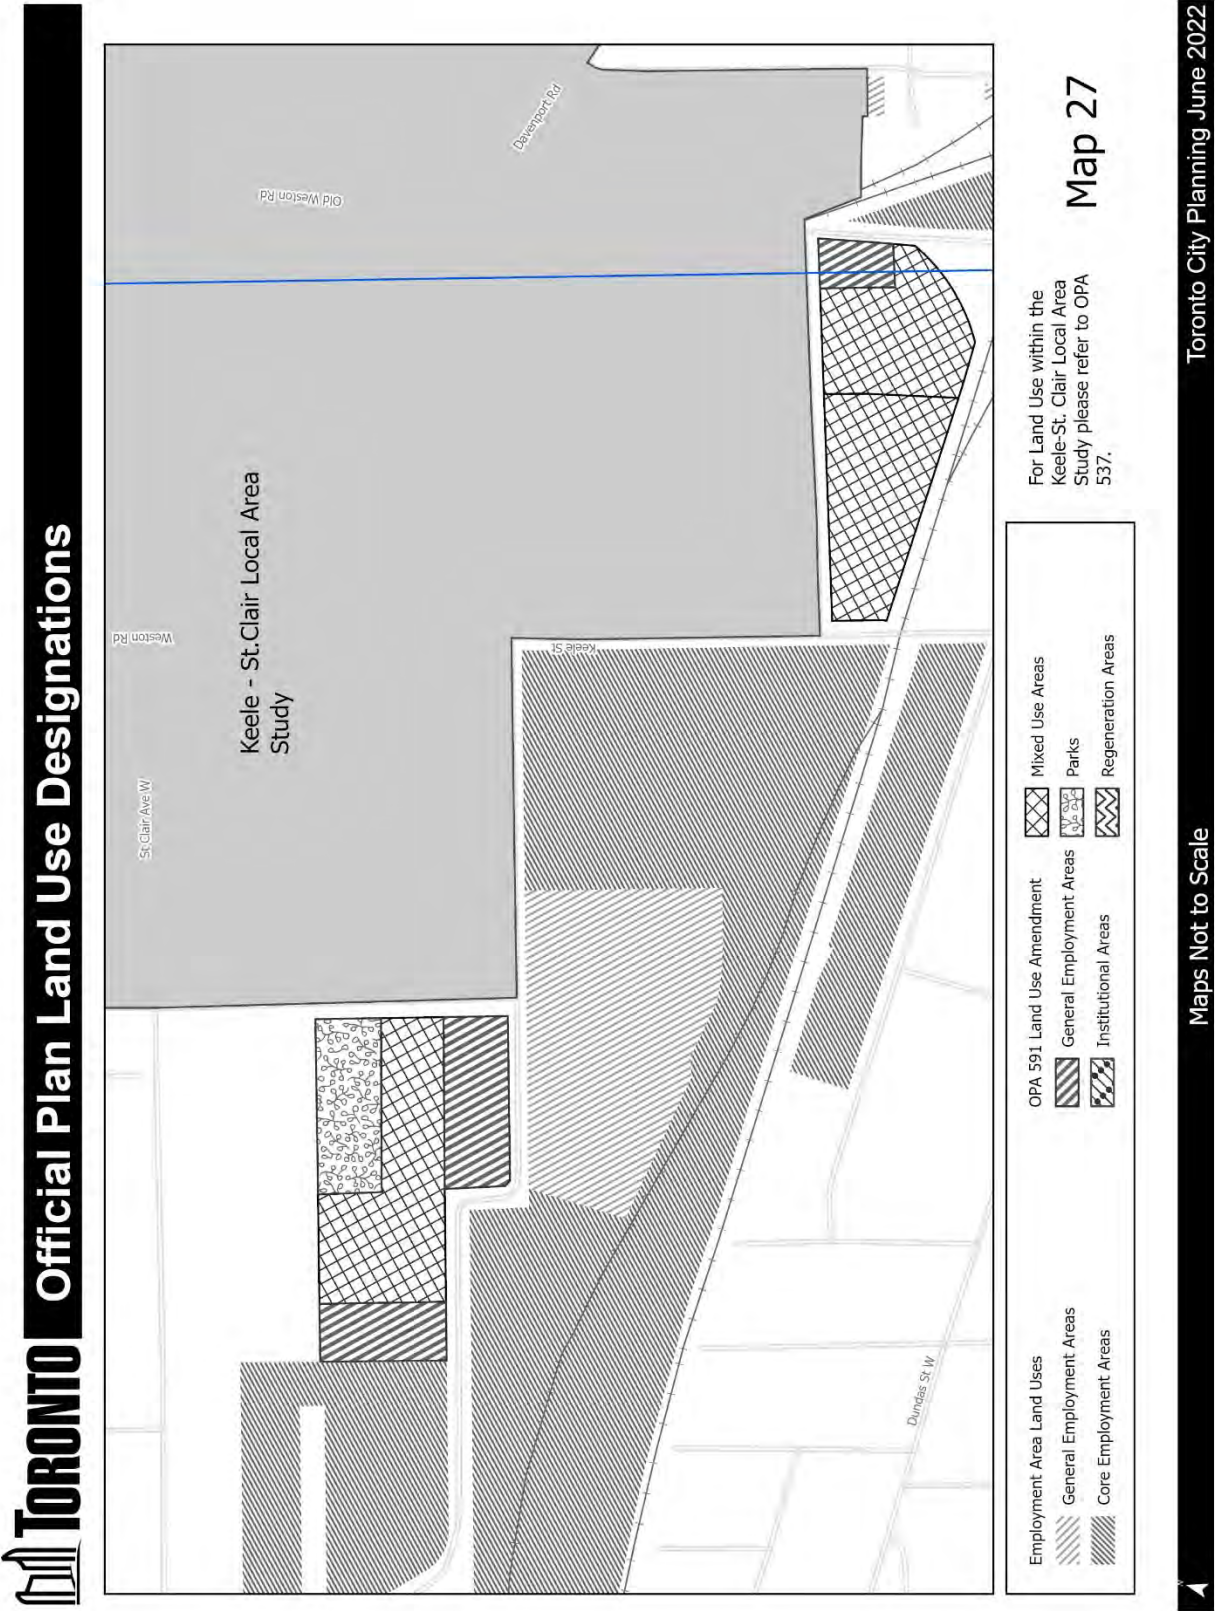 TORONTO Official Plan Land Use Designations
St Clair Ave W
Weston Rd
Keele - St.Clair Local Area
Study
Old Weston Rd
Davenport Rd
Keele St
Dundas St W
Employment Area Land Uses
General Employment Areas
Core Employment Areas
OPA 591 Land Use Amendment
General Employment Areas
Institutional Areas
Mixed Use Areas
Parks
Regeneration Areas
For Land Use within the
Keele-St. Clair Local Area
Study please refer to OPA
537.
Map 27
N
Maps Not to Scale
Toronto City Planning June 2022